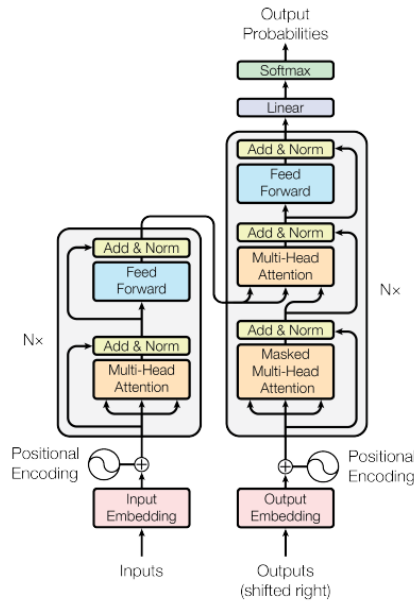 Output
Probabilities
Softmax
Linear
Add & Norm
Feed
Forward
Add & Norm
Multi-Head
Attention
Add & Norm
Masked
Multi-Head
Attention
N×
Positional
Encoding
Output
Embedding
Outputs
(shifted right)
Add & Norm
Feed
Forward
Add & Norm
Multi-Head
Attention
N×
Positional
Encoding
Input
Embedding
Inputs